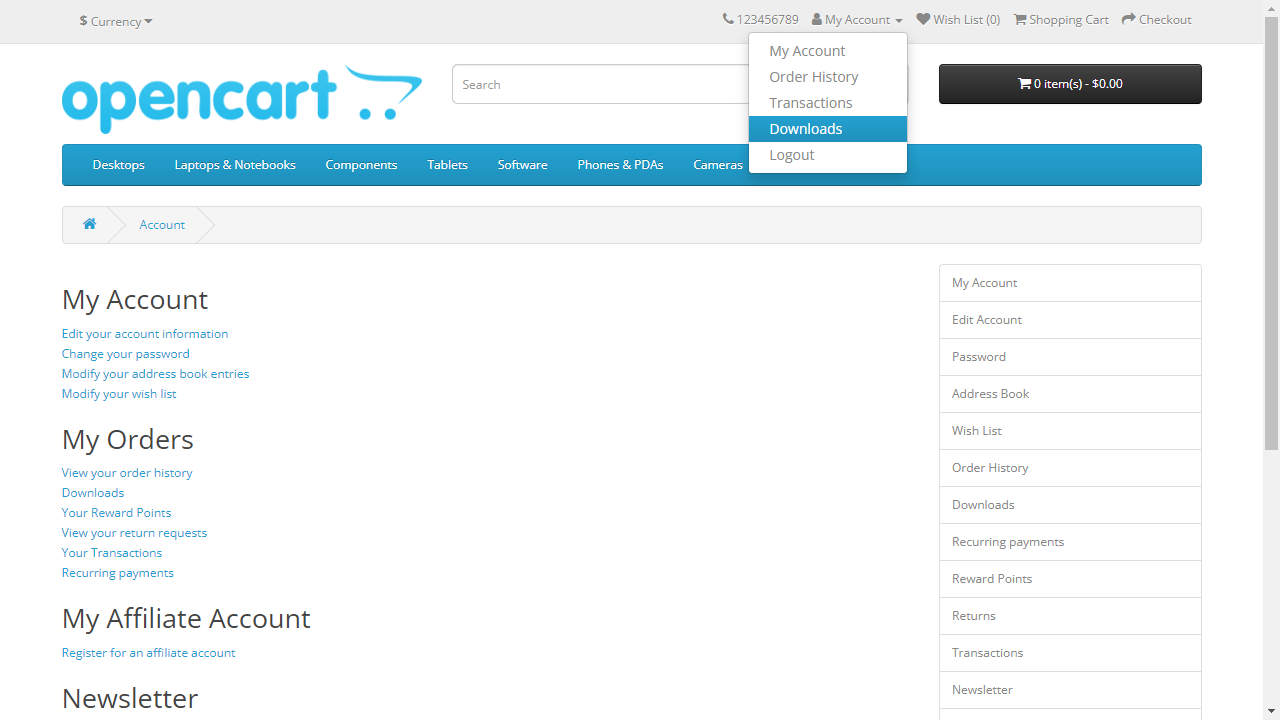 $ Currency
123456789 My Account Wish List (0) Shopping Cart Checkout
My Account
Order History
Transactions
Downloads
Logout
opencart
Search
0 item(s) - $0.00
Desktops Laptops & Notebooks Components Tablets Software Phones & PDAs Cameras
Account
My Account
Edit your account information
Change your password
Modify your address book entries
Modify your wish list
My Orders
View your order history
Downloads
Your Reward Points
View your return requests
Your Transactions
Recurring payments
My Affiliate Account
Register for an affiliate account
Newsletter
My Account
Edit Account
Password
Address Book
Wish List
Order History
Downloads
Recurring payments
Reward Points
Returns
Transactions
Newsletter